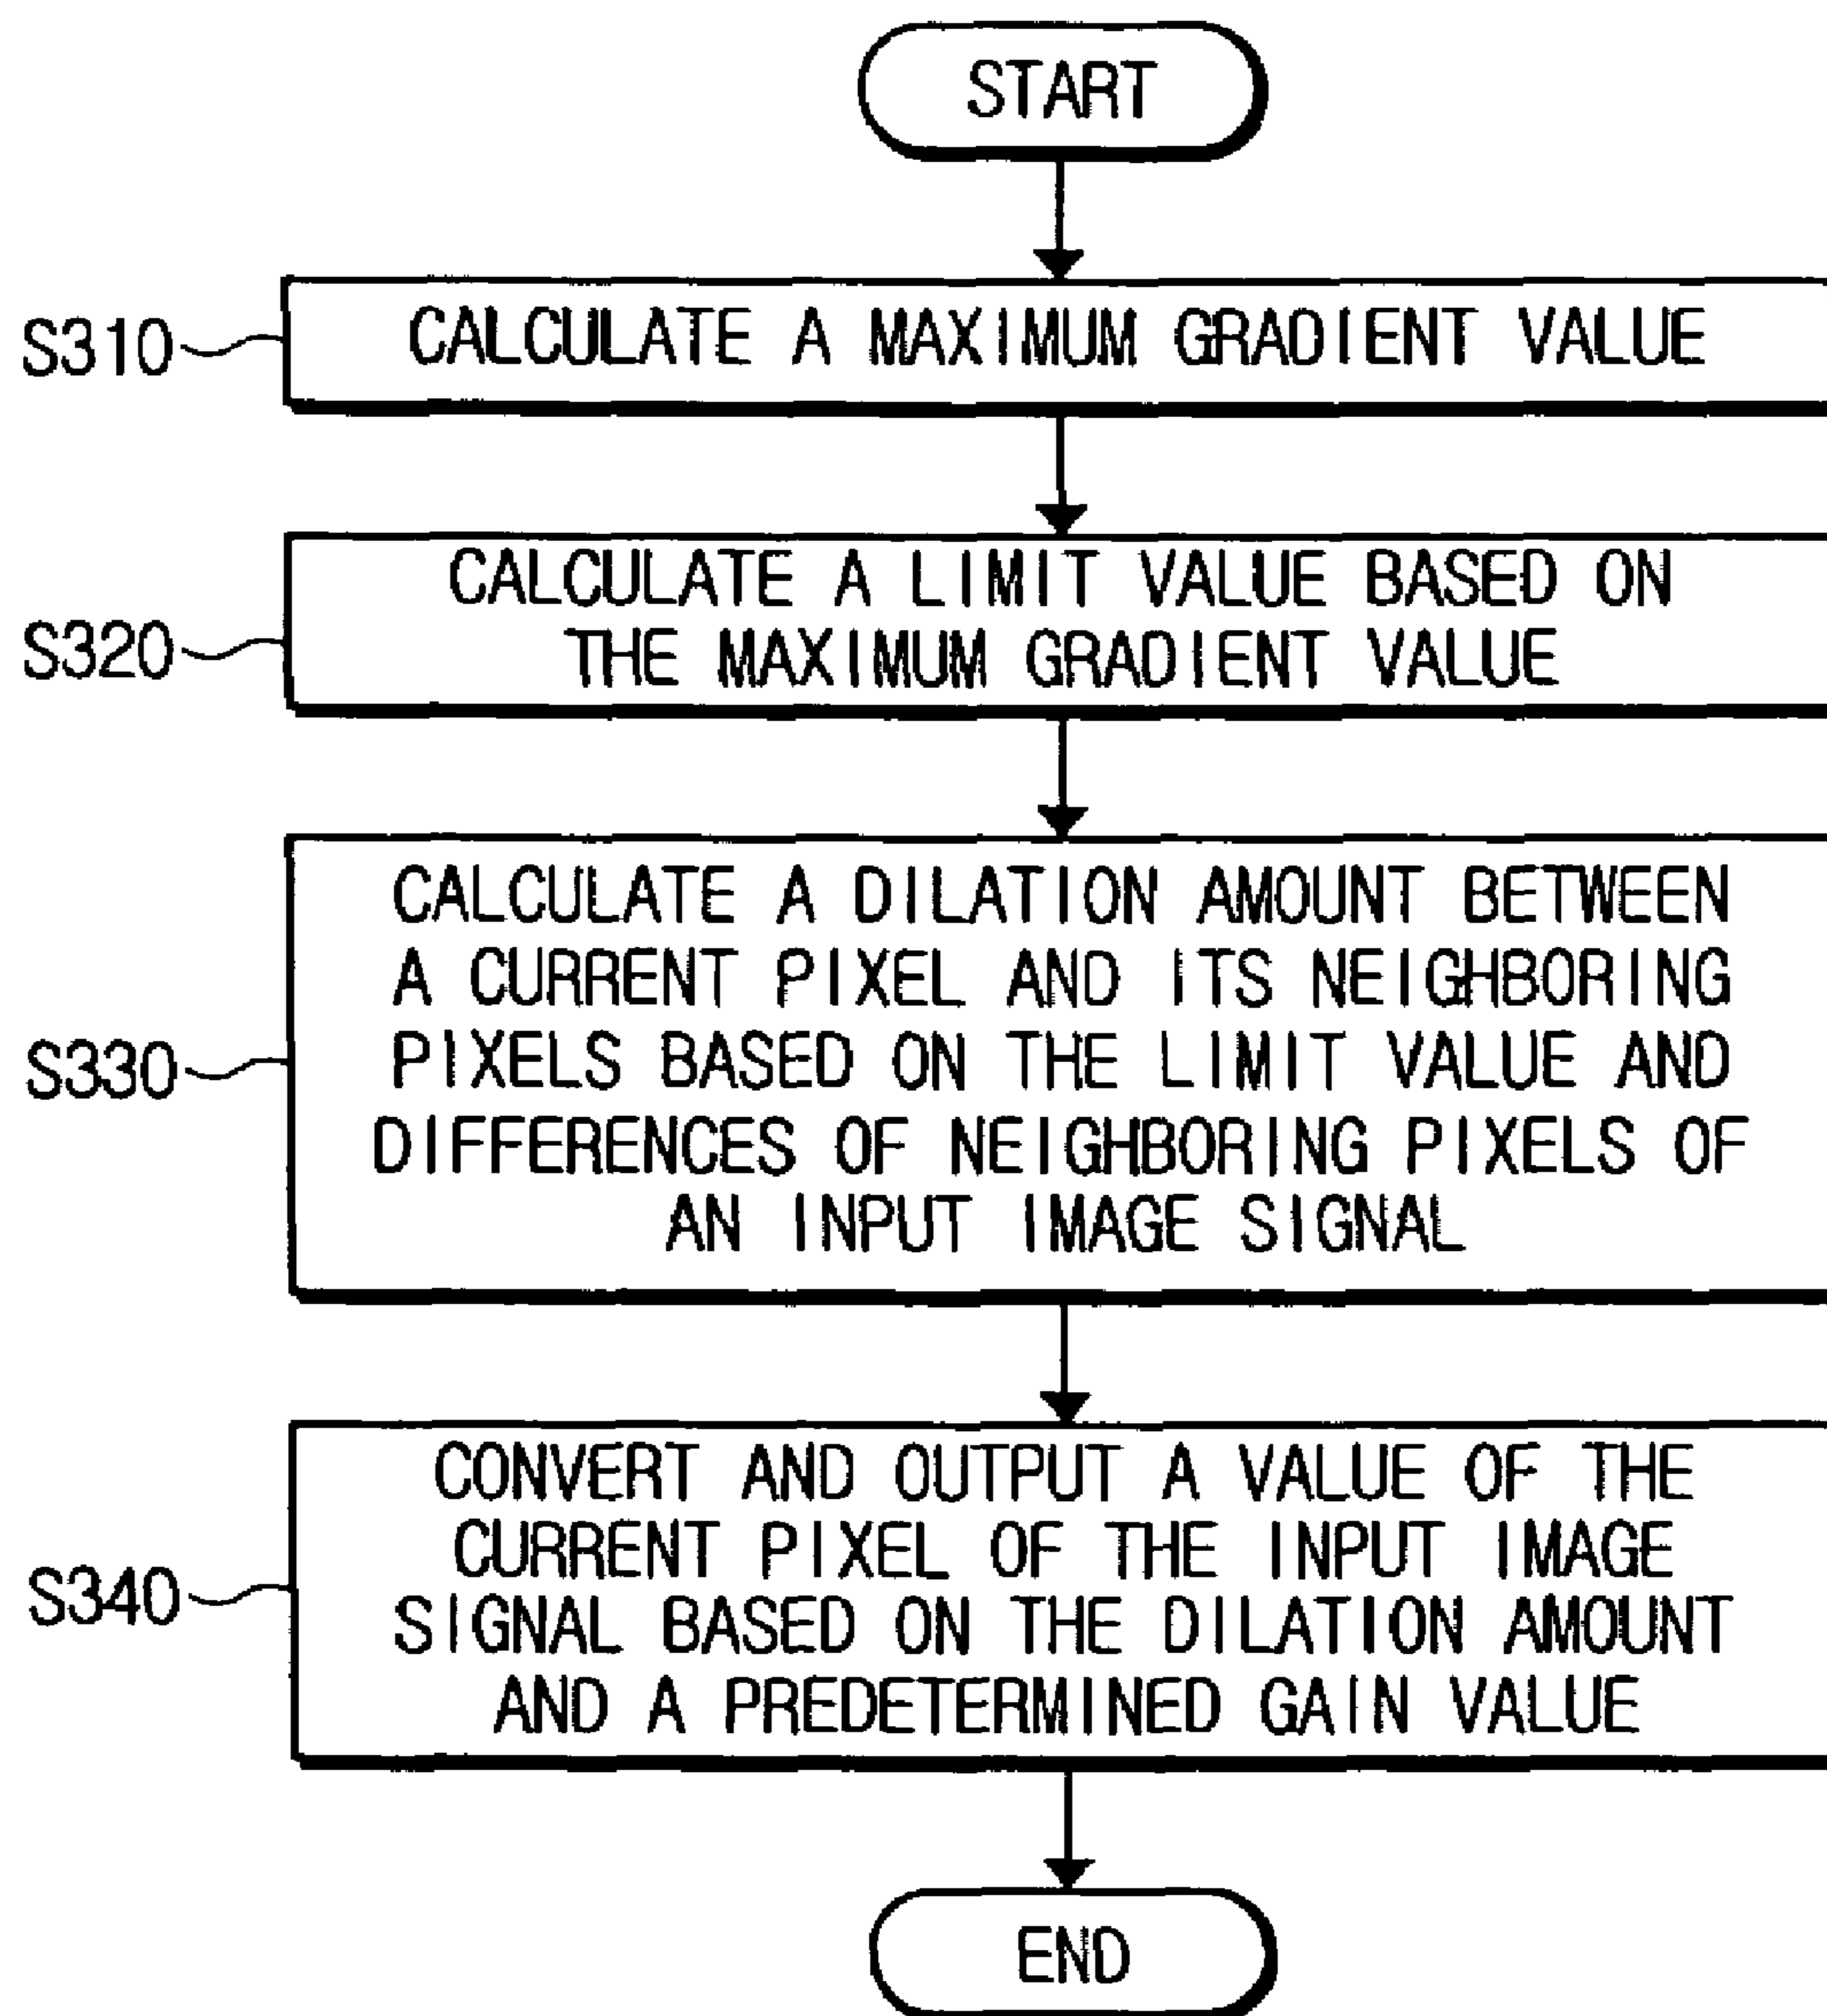 START
S310
CALCULATE A MAXIMUM GRADIENT VALUE
S320
CALCULATE A LIMIT VALUE BASED ON
THE MAXIMUM GRADIENT VALUE
S330
CALCULATE A DILATION AMOUNT BETWEEN
A CURRENT PIXEL AND ITS NEIGHBORING
PIXELS BASED ON THE LIMIT VALUE AND
DIFFERENCES OF NEIGHBORING PIXELS OF
AN INPUT IMAGE SIGNAL
S340
CONVERT AND OUTPUT A VALUE OF THE
CURRENT PIXEL OF THE INPUT IMAGE
SIGNAL BASED ON THE DILATION AMOUNT
AND A PREDETERMINED GAIN VALUE
END